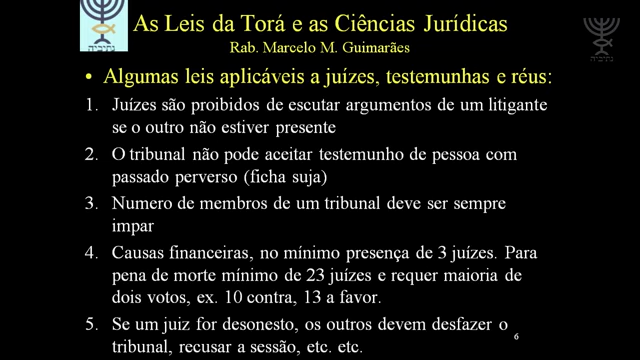 As Leis da Torá e as Ciências Jurídicas
Rab. Marcelo M. Guimarães
• Algumas leis aplicáveis a juízes, testemunhas e réus:
1. Juízes são proibidos de escutar argumentos de um litigante
se o outro não estiver presente
2. O tribunal não pode aceitar testemunho de pessoa com
passado perverso (ficha suja)
3. Numero de membros de um tribunal deve ser sempre
impar
4. Causas financeiras, no mínimo presença de 3 juízes. Para
pena de morte mínimo de 23 juízes e requer maioria de
dois votos, ex. 10 contra, 13 a favor.
5. Se um juiz for desonesto, os outros devem desfazer o
tribunal, recusar a sessão, etc. etc.
6